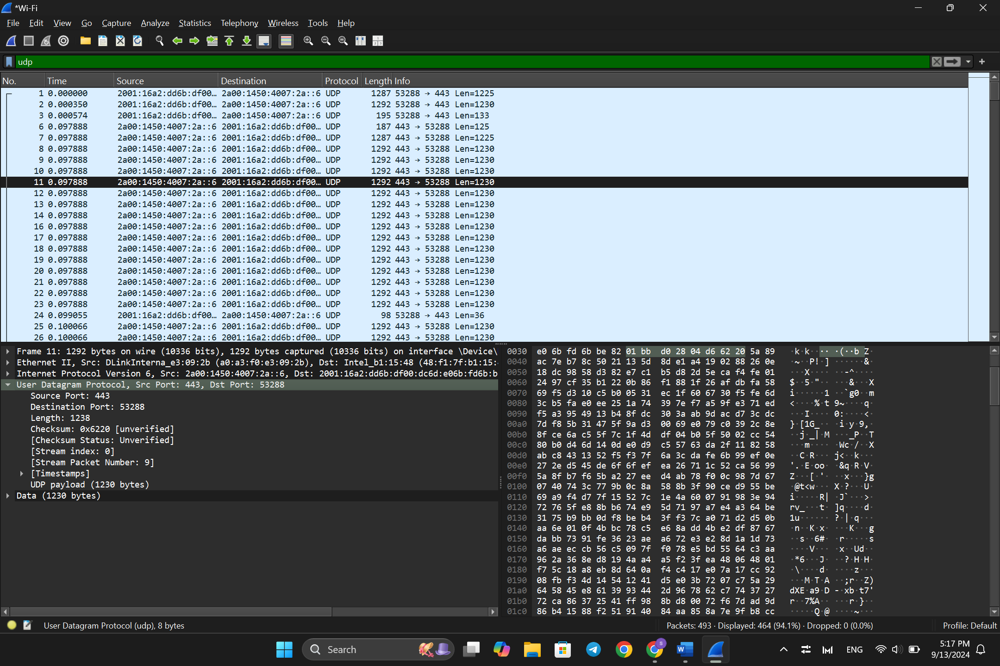 *Wi-Fi
File Edit View Go Capture Analyze Statistics Telephony Wireless Tools Help
udp
No. Time Source Destination Protocol Length Info
1 0.000000 2001:16a2:dd6b:df00… 2a00:1450:4007:2a::6 UDP 1287 53288 → 443 Len=1225
2 0.000350 2001:16a2:dd6b:df00… 2a00:1450:4007:2a::6 UDP 1292 53288 → 443 Len=1230
3 0.000574 2001:16a2:dd6b:df00… 2a00:1450:4007:2a::6 UDP 195 53288 → 443 Len=133
6 0.097888 2a00:1450:4007:2a::6 2001:16a2:dd6b:df00… UDP 187 443 → 53288 Len=125
7 0.097888 2a00:1450:4007:2a::6 2001:16a2:dd6b:df00… UDP 1287 443 → 53288 Len=1225
8 0.097888 2a00:1450:4007:2a::6 2001:16a2:dd6b:df00… UDP 1292 443 → 53288 Len=1230
9 0.097888 2a00:1450:4007:2a::6 2001:16a2:dd6b:df00… UDP 1292 443 → 53288 Len=1230
10 0.097888 2a00:1450:4007:2a::6 2001:16a2:dd6b:df00… UDP 1292 443 → 53288 Len=1230
11 0.097888 2a00:1450:4007:2a::6 2001:16a2:dd6b:df00… UDP 1292 443 → 53288 Len=1230
12 0.097888 2a00:1450:4007:2a::6 2001:16a2:dd6b:df00… UDP 1292 443 → 53288 Len=1230
13 0.097888 2a00:1450:4007:2a::6 2001:16a2:dd6b:df00… UDP 1292 443 → 53288 Len=1230
14 0.097888 2a00:1450:4007:2a::6 2001:16a2:dd6b:df00… UDP 1292 443 → 53288 Len=1230
16 0.097888 2a00:1450:4007:2a::6 2001:16a2:dd6b:df00… UDP 1292 443 → 53288 Len=1230
17 0.097888 2a00:1450:4007:2a::6 2001:16a2:dd6b:df00… UDP 1292 443 → 53288 Len=1230
18 0.097888 2a00:1450:4007:2a::6 2001:16a2:dd6b:df00… UDP 1292 443 → 53288 Len=1230
19 0.097888 2a00:1450:4007:2a::6 2001:16a2:dd6b:df00… UDP 1292 443 → 53288 Len=1230
20 0.097888 2a00:1450:4007:2a::6 2001:16a2:dd6b:df00… UDP 1292 443 → 53288 Len=1230
21 0.097888 2a00:1450:4007:2a::6 2001:16a2:dd6b:df00… UDP 1292 443 → 53288 Len=1230
22 0.097888 2a00:1450:4007:2a::6 2001:16a2:dd6b:df00… UDP 1292 443 → 53288 Len=1230
23 0.097888 2a00:1450:4007:2a::6 2001:16a2:dd6b:df00… UDP 1292 443 → 53288 Len=1230
24 0.099055 2001:16a2:dd6b:df00… 2a00:1450:4007:2a::6 UDP 98 53288 → 443 Len=36
25 0.100066 2a00:1450:4007:2a::6 2001:16a2:dd6b:df00… UDP 1292 443 → 53288 Len=1230
26 0.100066 2a00:1450:4007:2a::6 2001:16a2:dd6b:df00… UDP 1292 443 → 53288 Len=1230
Frame 11: 1292 bytes on wire (10336 bits), 1292 bytes captured (10336 bits) on interface \Device\
Ethernet II, Src: DLinkInterna_e3:09:2b (a0:a3:f0:e3:09:2b), Dst: Intel_b1:15:48 (48:f1:7f:b1:15:
Internet Protocol Version 6, Src: 2a00:1450:4007:2a::6, Dst: 2001:16a2:dd6b:df00:dc6d:e06b:fd6b:b
User Datagram Protocol, Src Port: 443, Dst Port: 53288
Source Port: 443
Destination Port: 53288
Length: 1238
Checksum: 0x6220 [unverified]
[Checksum Status: Unverified]
[Stream index: 0]
[Stream Packet Number: 9]
[Timestamps]
UDP payload (1230 bytes)
Data (1230 bytes)
0030 e0 6b fd 6b be 82 01 bb d0 28 04 d6 62 20 5a 89 ·k·k·····(··b Z·
0040 ac 7e b7 8c 50 21 13 5d 8d e1 a4 19 02 88 26 0e ·~··P!·]······&·
0050 18 dc 98 58 d3 82 e7 c1 b5 d8 2d 5e ca f4 fe 01 ···X······-^····
0060 24 97 cf 35 b1 22 0b 86 f1 88 1f 26 af db fa 58 $··5·"·····&···X
0070 69 f5 d3 10 c5 b0 05 31 ec 1f 60 67 30 f5 fe 6d i······1··`g0··m
0080 3c b5 fa e0 ee 25 1a 74 39 7e f7 a5 9f e3 71 ed <····%·t9~····q·
0090 f5 a3 95 49 13 b4 8f dc 30 3a ab 9d ac d7 3c dc ···I····0:····<·
00a0 7d f8 5b 31 47 5f 9a d3 00 69 e0 79 c0 39 2c 8e }·[1G_···i·y·9,·
00b0 8f ce 6a c5 5f 7c 1f 4d df 04 b0 5f 50 02 cc 54 ··j·_|·M···_P··T
00c0 80 b0 d4 6d 14 0d e0 d9 c5 57 63 da 2f 11 82 58 ···m·····Wc·/··X
00d0 ab c8 43 13 52 f5 f3 7f 6a 3c da fe 6b 99 ef 0e ··C·R···j<··k···
00e0 27 2e d5 45 de 6f 6f ef ea 26 71 1c 52 ca 56 99 '.·E·oo··&q·R·V·
00f0 5a 8f b7 f6 5b a2 27 ee d4 ab 78 f0 0c 98 7d 67 Z···[·'···x···}g
0100 07 40 74 3c 77 9b 0c 8a 58 8b 3f 90 ce d9 55 be ·@t<w···X·?···U·
0110 69 a9 f4 d7 7f 15 52 7c 1e 4a 60 07 91 98 3e 94 i·····R|·J`···>·
0120 72 76 5f e8 8b b6 74 e9 5d 71 97 a7 e4 a3 64 be rv_···t·]q····d·
0130 31 75 b9 bb 0d f8 be b4 3f f3 7c a0 71 d2 d5 0b 1u······?·|·q···
0140 aa 6e 01 0f 4b bc 78 c5 e6 8a dd 4b e2 df 87 67 ·n··K·x····K···g
0150 da bb 73 91 fe 36 23 ae a6 72 e3 e2 8d 1a 1d 73 ··s··6#··r·····s
0160 a6 ae ec cb 56 c5 09 7f f0 78 e5 bd 55 64 c3 aa ····V····x··Ud··
0170 96 2a 36 8e d8 19 4a a4 a5 f2 3f ea 48 06 48 01 ·*6···J···?·H·H·
0180 f7 5c 18 a8 eb 8d 64 0a f4 c4 17 e0 7a 17 cc 92 ·\····d·····z···
0190 08 fb f3 4d 14 54 12 41 d5 e0 3b 72 07 c7 5a 29 ···M·T·A··;r··Z)
01a0 64 58 45 e8 61 39 93 44 2d 96 78 62 c7 74 37 27 dXE·a9·D-·xb·t7'
01b0 72 ca 86 37 25 41 ff 98 8b d8 00 72 f6 7d ad 9d r··7%A·····r·}··
01c0 86 b4 15 88 f2 51 91 40 84 aa 85 8a 7e 9f b8 cc ·····Q·@····~···
User Datagram Protocol (udp), 8 bytes
Packets: 493 · Displayed: 464 (94.1%) · Dropped: 0 (0.0%)
Profile: Default
Search
ENG
5:17 PM
9/13/2024